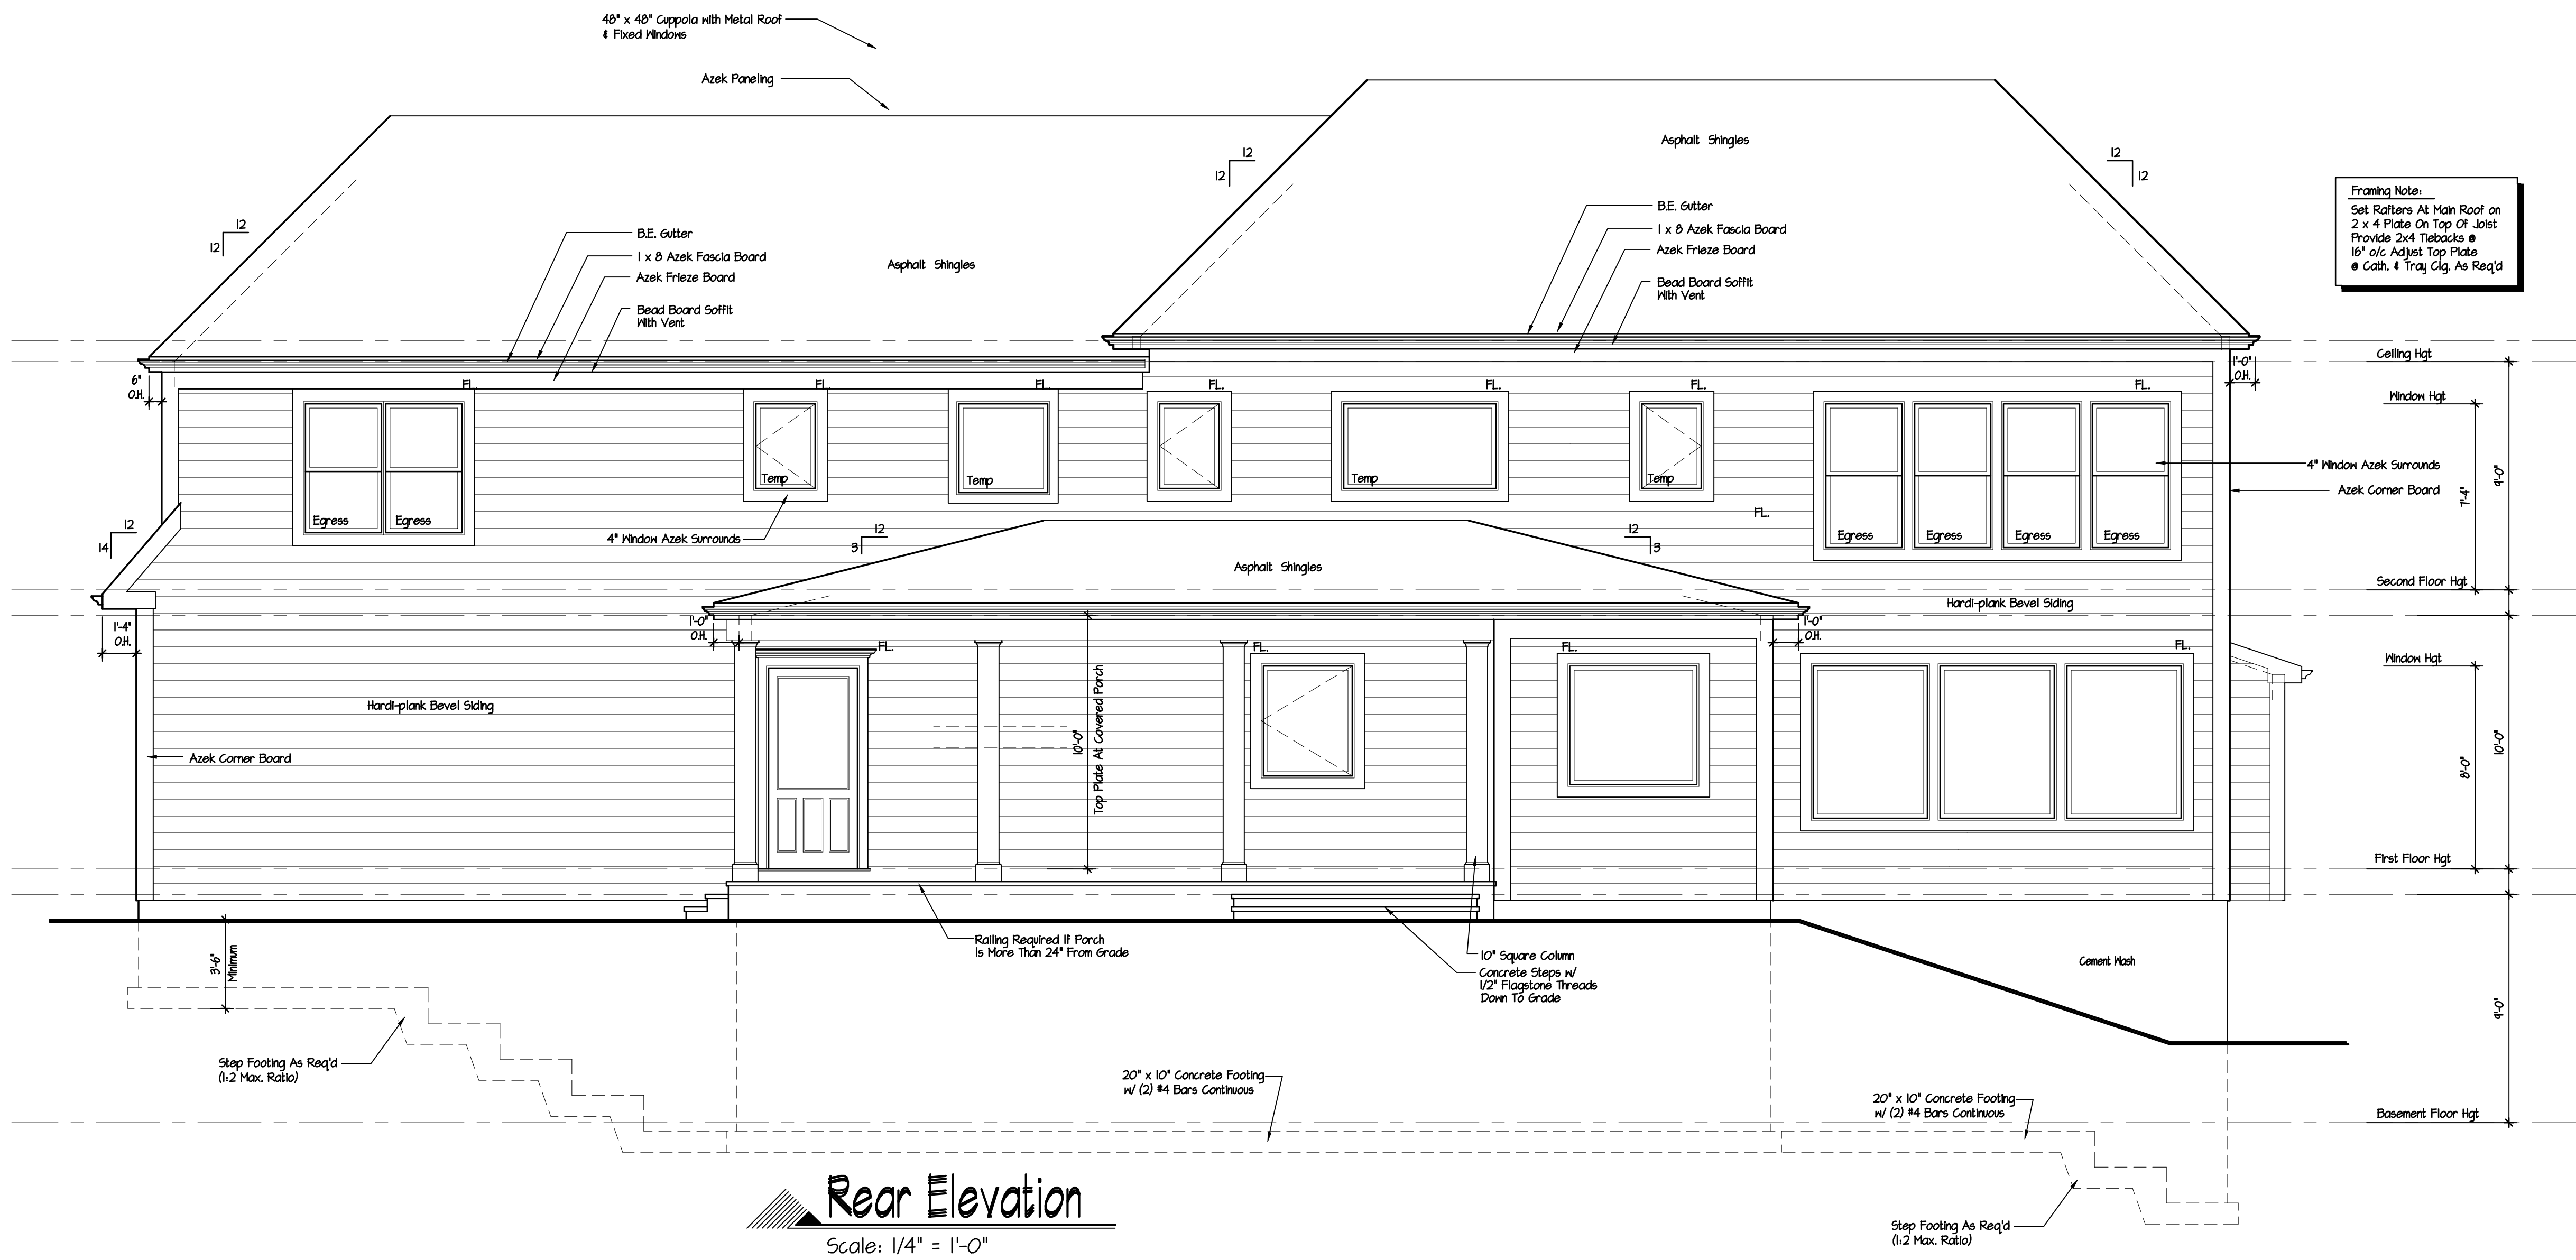 48" x 48" Cuppola with Metal Roof
& Fixed Windows
Azek Paneling
Asphalt Shingles
12
12
12
12
12
12
Framing Note:
Set Rafters At Main Roof on
2 x 4 Plate On Top Of Joist
Provide 2x4 Tiebacks @
16" o/c Adjust Top Plate
@ Cath. & Tray Clg. As Req'd
B.E. Gutter
1 x 8 Azek Fascia Board
Azek Frieze Board
Bead Board Soffit
With Vent
Asphalt Shingles
B.E. Gutter
1 x 8 Azek Fascia Board
Azek Frieze Board
Bead Board Soffit
With Vent
Ceiling Hgt
1'-0"
O.H.
6"
O.H.
FL.
FL.
FL.
FL.
FL.
FL.
FL.
Window Hgt
Temp
Temp
Temp
Temp
4" Window Azek Surrounds
Azek Corner Board
7'-4"
9'-0"
Egress
Egress
Egress
Egress
Egress
Egress
FL.
12
14
4" Window Azek Surrounds
12
3
12
3
Asphalt Shingles
Second Floor Hgt
Hardi-plank Bevel Siding
1'-4"
O.H.
1'-0"
O.H.
1'-0"
O.H.
FL.
FL.
FL.
FL.
Window Hgt
Hardi-plank Bevel Siding
10'-0"
Top Plate At Covered Porch
Azek Corner Board
8'-0"
10'-0"
First Floor Hgt
3'-6"
Minimum
Railing Required If Porch
Is More Than 24" From Grade
10" Square Column
Concrete Steps w/
1/2" Flagstone Threads
Down To Grade
Cement Wash
9'-0"
Step Footing As Req'd
(1:2 Max. Ratio)
20" x 10" Concrete Footing
w/ (2) #4 Bars Continuous
20" x 10" Concrete Footing
w/ (2) #4 Bars Continuous
Basement Floor Hgt
Step Footing As Req'd
(1:2 Max. Ratio)
Rear Elevation
Scale: 1/4" = 1'-0"